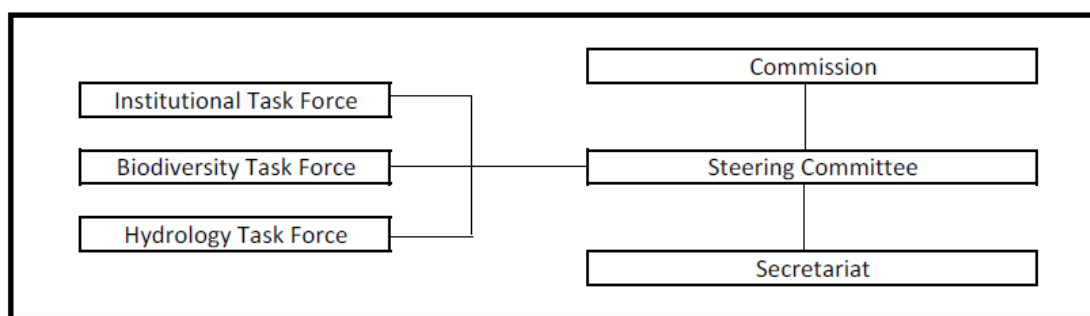 Commission
Institutional Task Force
Biodiversity Task Force
Steering Committee
Hydrology Task Force
Secretariat